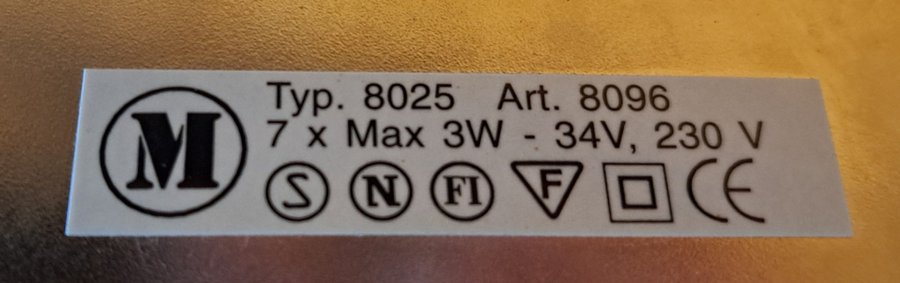 M
Typ. 8025 Art. 8096
7 x Max 3W - 34V, 230 V
S N FI F CE